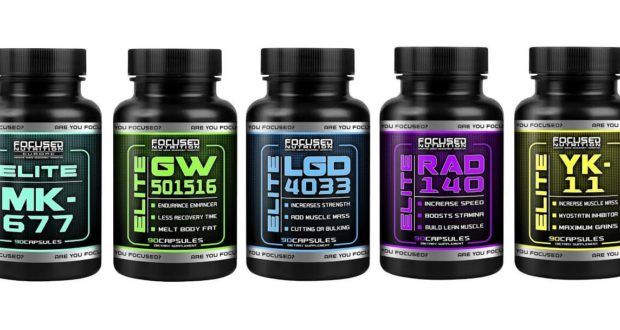 ARE YOU FOCUSED?
FOCUSED
NUTRITION
EUROPE
ELITE
MK-
677
90CAPSULES
YOU FOCUSED?
ARE YOU FOCUSED?
FOCUSED
NUTRITION
ELITE
GW
501516
ENDURANCE ENHANCER
LESS RECOVERY TIME
MELT BODY FAT
90CAPSULES
DIETARY SUPPLEMENT
YOU FOCUSED?
ARE YOU FOCUSED?
FOCUSED
NUTRITION
ELITE
LGD
4033
INCREASES STRENGTH
ADD MUSCLE MASS
CUTTING OR BULKING
90CAPSULES
DIETARY SUPPLEMENT
YOU FOCUSED?
ARE YOU FOCUSED?
FOCUSED
NUTRITION
ELITE
RAD
140
INCREASE SPEED
BOOSTS STAMINA
BUILD LEAN MUSCLE
90CAPSULES
DIETARY SUPPLEMENT
YOU FOCUSED?
ARE YOU
FOCUSED
NUTRITION
ELITE
YK-
11
INCREASE MUSCLE MASS
MYOSTATIN INHIBITOR
MAXIMUM GAINS
90CAPSULES
DIETARY SUPPLEMENT